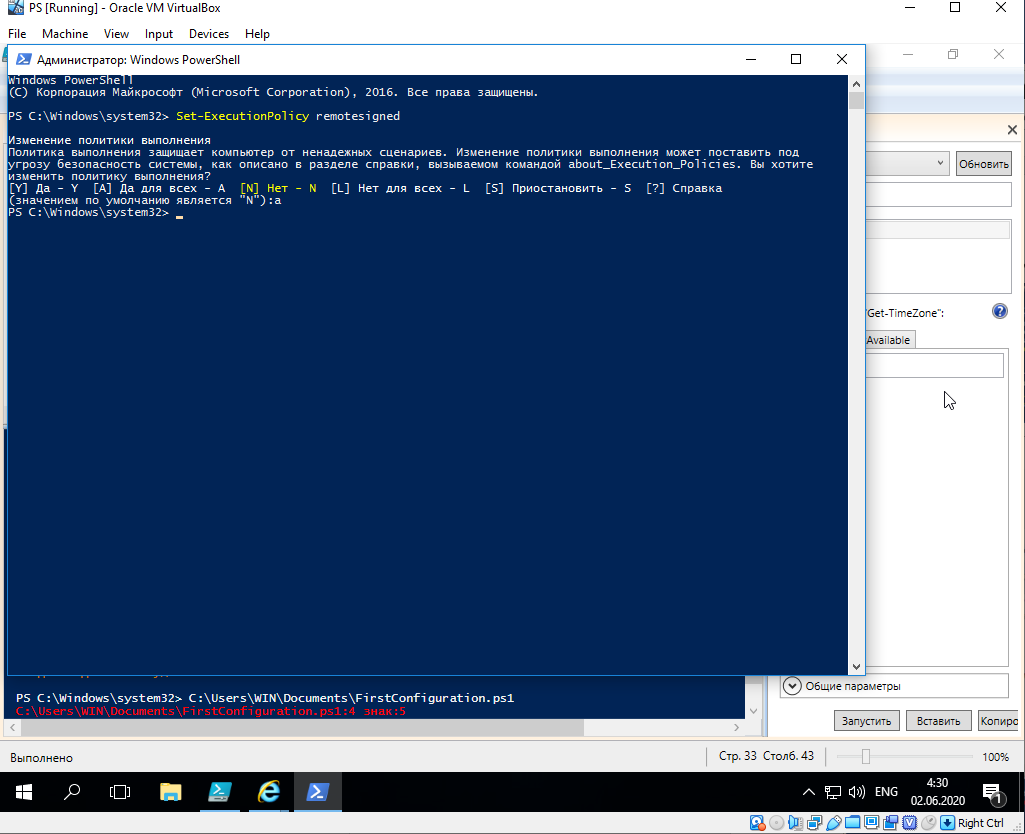 PS [Running] - Oracle VM VirtualBox
File Machine View Input Devices Help
Администратор: Windows PowerShell
Windows PowerShell
(C) Корпорация Майкрософт (Microsoft Corporation), 2016. Все права защищены.
PS C:\Windows\system32> Set-ExecutionPolicy remotesigned
Изменение политики выполнения
Политика выполнения защищает компьютер от ненадежных сценариев. Изменение политики выполнения может поставить под
угрозу безопасность системы, как описано в разделе справки, вызываемом командой about_Execution_Policies. Вы хотите
изменить политику выполнения?
[Y] Да - Y [A] Да для всех - A [N] Нет - N [L] Нет для всех - L [S] Приостановить - S [?] Справка
(значением по умолчанию является "N"):a
PS C:\Windows\system32>
Обновить
"Get-TimeZone":
Available
Общие параметры
PS C:\Windows\system32> C:\Users\WIN\Documents\FirstConfiguration.ps1
C:\Users\WIN\Documents\FirstConfiguration.ps1:4 знак:5
Запустить Вставить Копиро
Выполнено
Стр. 33 Столб. 43
100%
ENG
4:30
02.06.2020
1
Right Ctrl